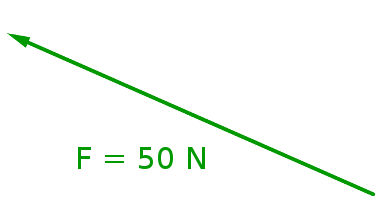 F = 50 N